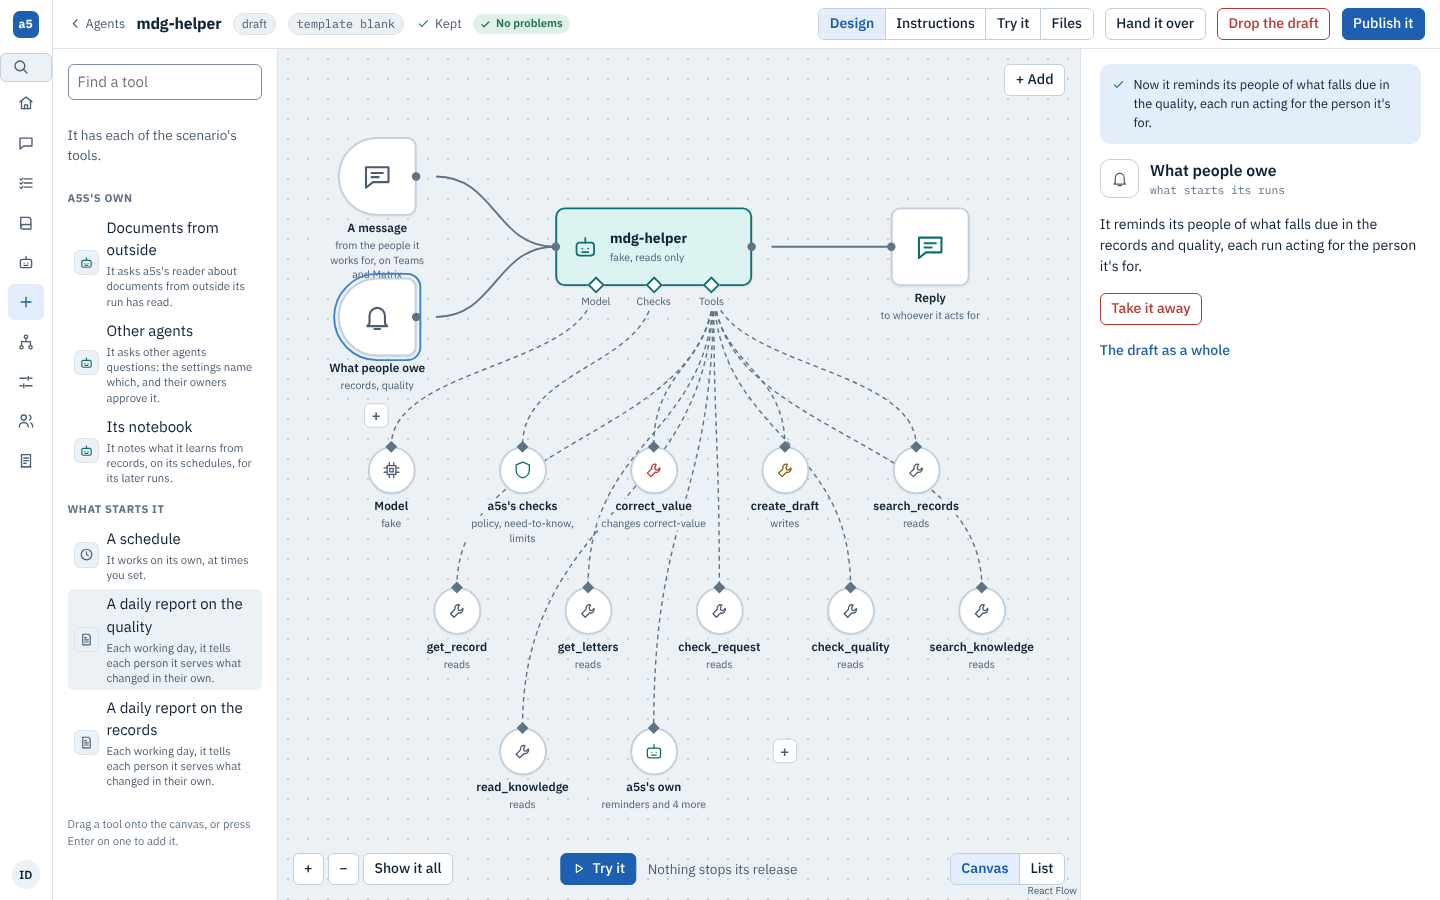 a5
Agents
mdg-helper
draft
template blank
Kept
No problems
Design
Instructions
Try it
Files
Hand it over
Drop the draft
Publish it
Find a tool
It has each of the scenario's
tools.
A5S'S OWN
Documents from
outside
It asks a5s's reader about
documents from outside its
run has read.
Other agents
It asks other agents
questions: the settings name
which, and their owners
approve it.
Its notebook
It notes what it learns from
records, on its schedules, for
its later runs.
WHAT STARTS IT
A schedule
It works on its own, at times
you set.
A daily report on the
quality
Each working day, it tells
each person it serves what
changed in their own.
A daily report on the
records
Each working day, it tells
each person it serves what
changed in their own.
Drag a tool onto the canvas, or press
Enter on one to add it.
ID
+ Add
A message
from the people it
works for, on Teams
and Matrix
What people owe
records, quality
+
mdg-helper
fake, reads only
Model
Checks
Tools
Reply
to whoever it acts for
Model
fake
a5s's checks
policy, need-to-know,
limits
correct_value
changes correct-value
create_draft
writes
search_records
reads
get_record
reads
get_letters
reads
check_request
reads
check_quality
reads
search_knowledge
reads
read_knowledge
reads
a5s's own
reminders and 4 more
+
+
−
Show it all
Try it
Nothing stops its release
Canvas
List
React Flow
Now it reminds its people of what falls due in
the quality, each run acting for the person it's
for.
What people owe
what starts its runs
It reminds its people of what falls due in the
records and quality, each run acting for the person
it's for.
Take it away
The draft as a whole